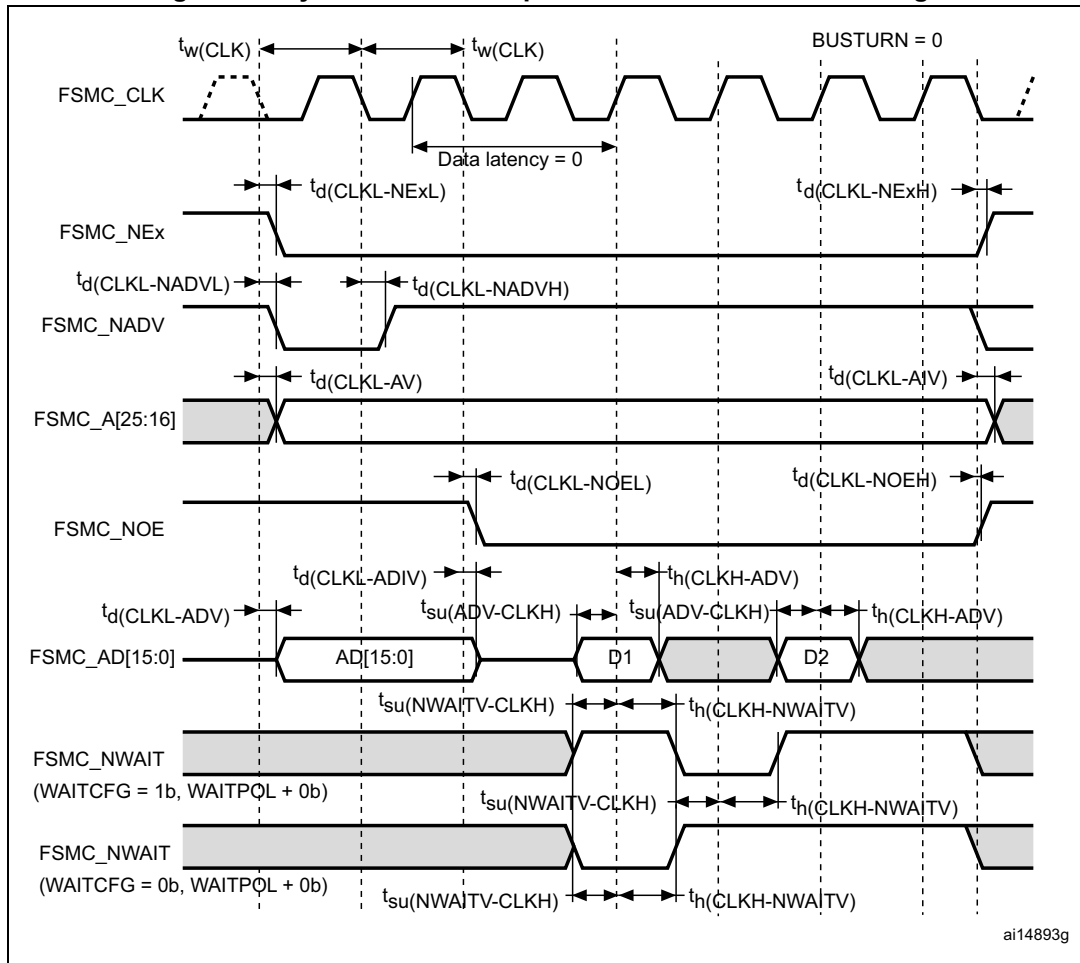 tw(CLK) tw(CLK) BUSTURN = 0
FSMC_CLK
Data latency = 0
td(CLKL-NExL) td(CLKL-NExH)
FSMC_NEx
td(CLKL-NADVL) td(CLKL-NADVH)
FSMC_NADV
td(CLKL-AV) td(CLKL-AIV)
FSMC_A[25:16]
td(CLKL-NOEL) td(CLKL-NOEH)
FSMC_NOE
td(CLKL-ADIV) th(CLKH-ADV)
td(CLKL-ADV) tsu(ADV-CLKH) tsu(ADV-CLKH) th(CLKH-ADV)
FSMC_AD[15:0] AD[15:0] D1 D2
tsu(NWAITV-CLKH) th(CLKH-NWAITV)
FSMC_NWAIT
(WAITCFG = 1b, WAITPOL + 0b)
tsu(NWAITV-CLKH) th(CLKH-NWAITV)
FSMC_NWAIT
(WAITCFG = 0b, WAITPOL + 0b)
tsu(NWAITV-CLKH) th(CLKH-NWAITV)
ai14893g